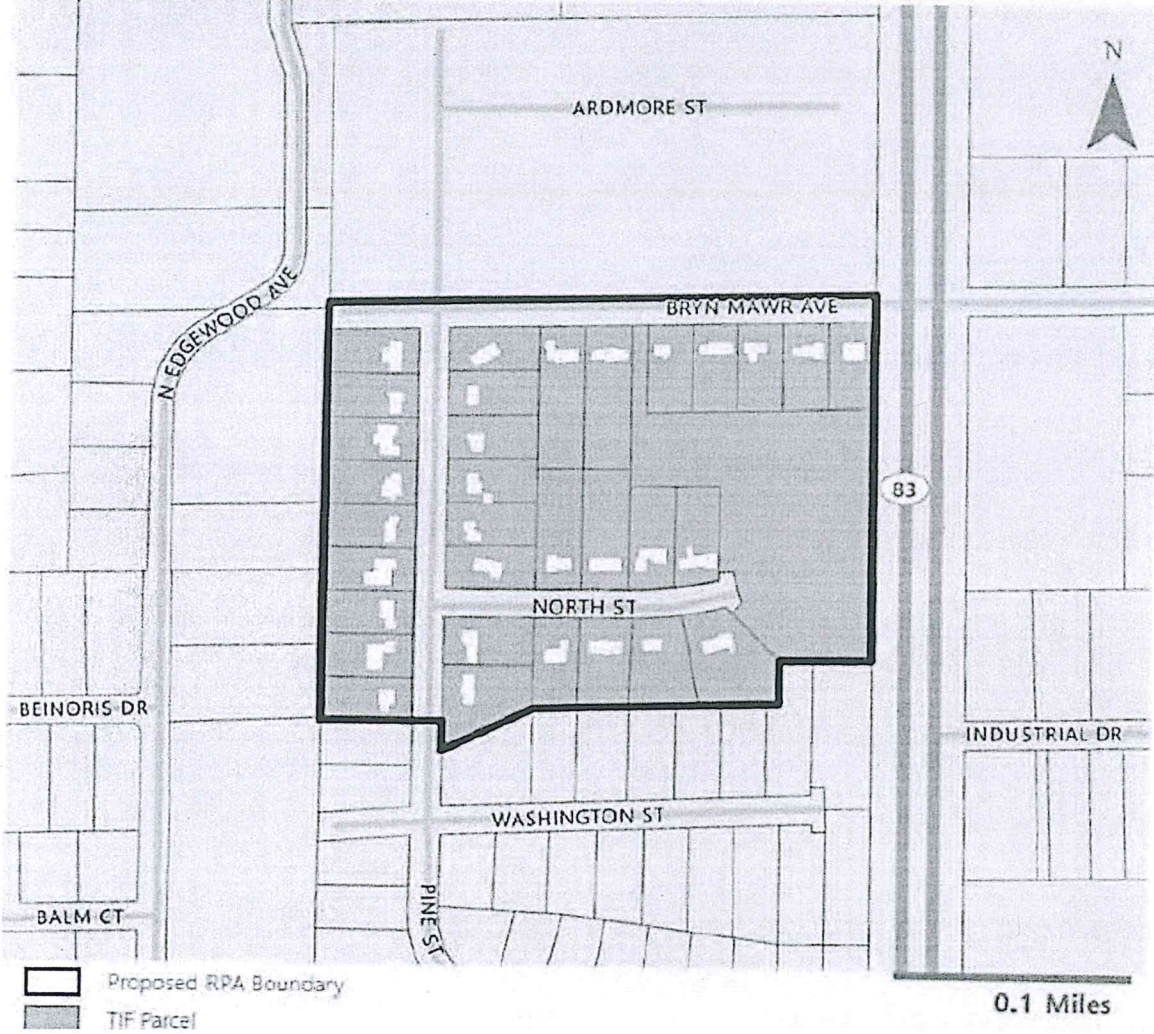 N
ARDMORE ST
N EDGEWOOD AVE
BRYN MAWR AVE
83
NORTH ST
BEINORIS DR
INDUSTRIAL DR
WASHINGTON ST
PINE ST
BALM CT
Proposed RPA Boundary
TIF Parcel
0.1 Miles